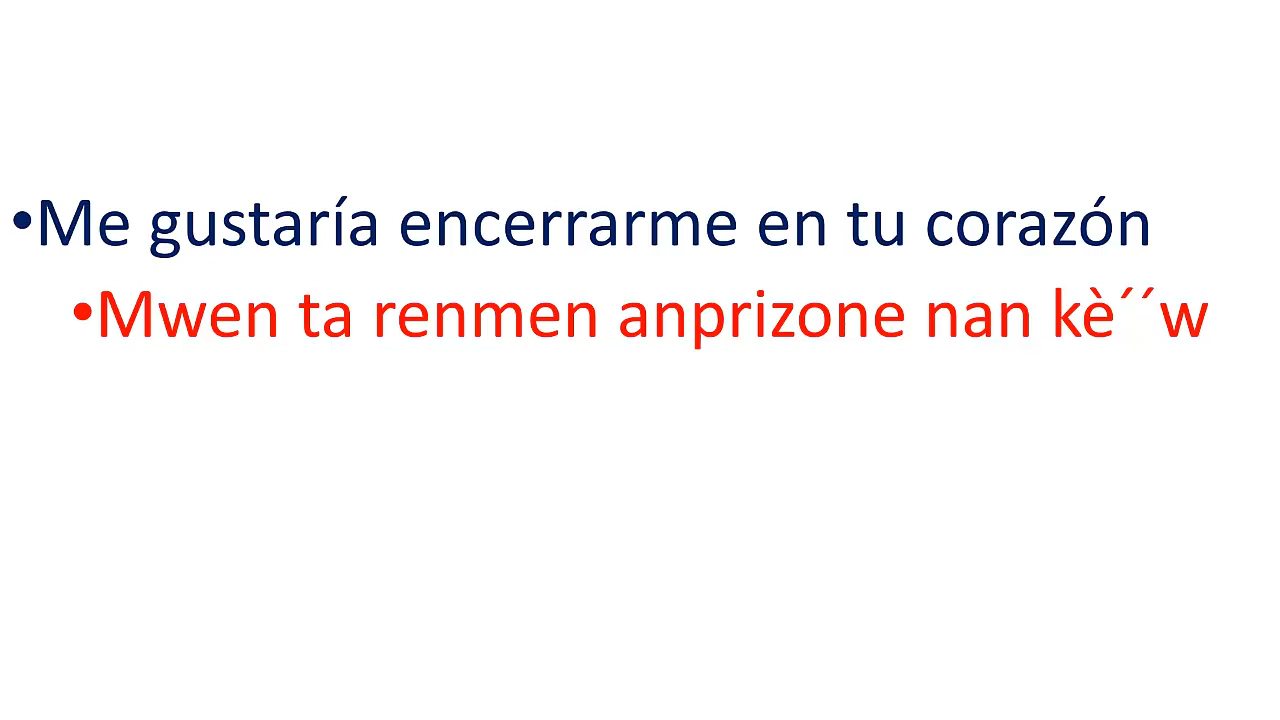 •Me gustaría encerrarme en tu corazón
•Mwen ta renmen anprizone nan kè´´w